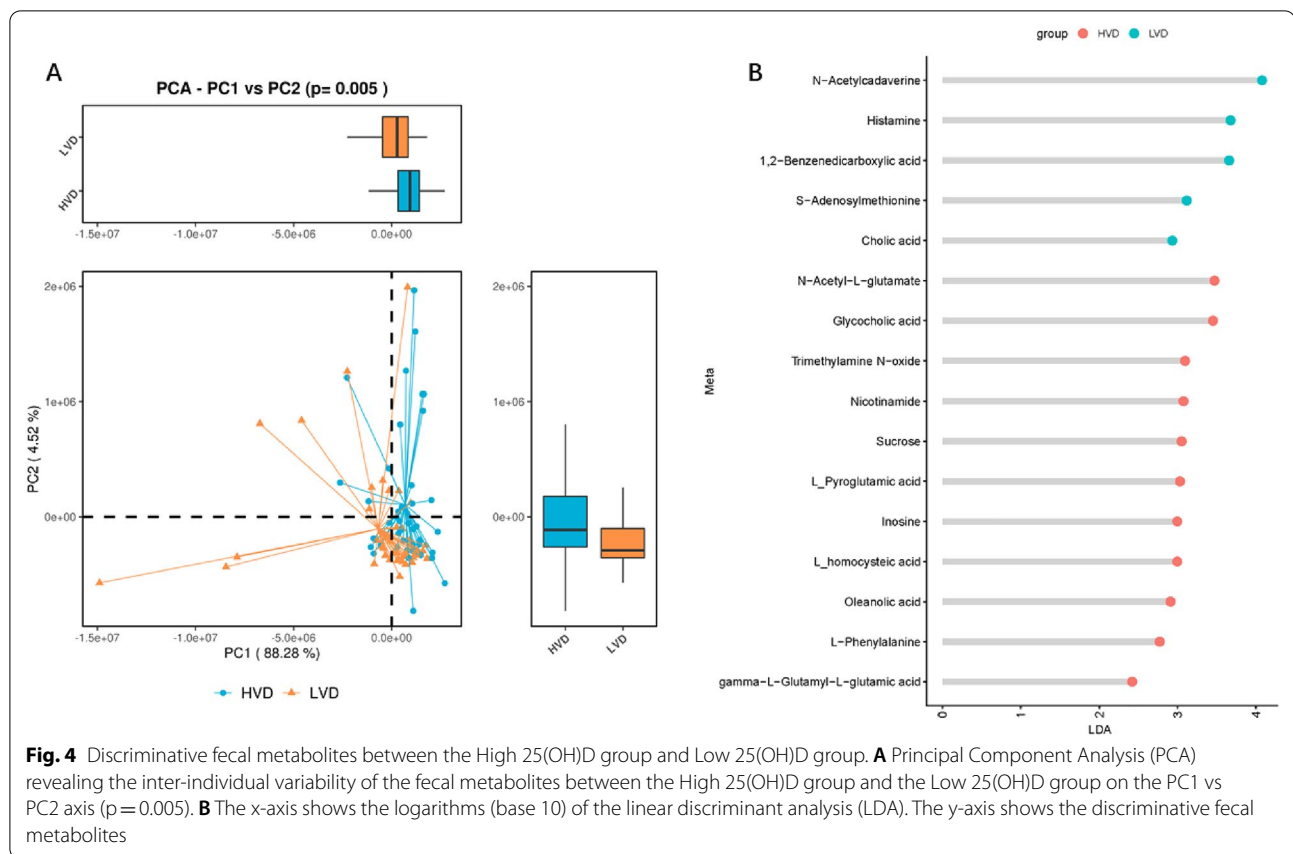 A
PCA - PC1 vs PC2 (p= 0.005 )
LVD
HVD
-1.5e+07 -1.0e+07 -5.0e+06 0.0e+00
2e+06
1e+06
0e+00
PC2 ( 4.52 %)
-1.5e+07 -1.0e+07 -5.0e+06 0.0e+00
PC1 ( 88.28 %)
HVD LVD
2e+06
1e+06
0e+00
HVD LVD
B
group HVD LVD
Meta
N-Acetylcadaverine
Histamine
1,2-Benzenedicarboxylic acid
S-Adenosylmethionine
Cholic acid
N-Acetyl-L-glutamate
Glycocholic acid
Trimethylamine N-oxide
Nicotinamide
Sucrose
L_Pyroglutamic acid
Inosine
L_homocysteic acid
Oleanolic acid
L-Phenylalanine
gamma-L-Glutamyl-L-glutamic acid
0 1 2 3 4
LDA
Fig. 4 Discriminative fecal metabolites between the High 25(OH)D group and Low 25(OH)D group. A Principal Component Analysis (PCA)
revealing the inter-individual variability of the fecal metabolites between the High 25(OH)D group and the Low 25(OH)D group on the PC1 vs
PC2 axis (p = 0.005). B The x-axis shows the logarithms (base 10) of the linear discriminant analysis (LDA). The y-axis shows the discriminative fecal
metabolites